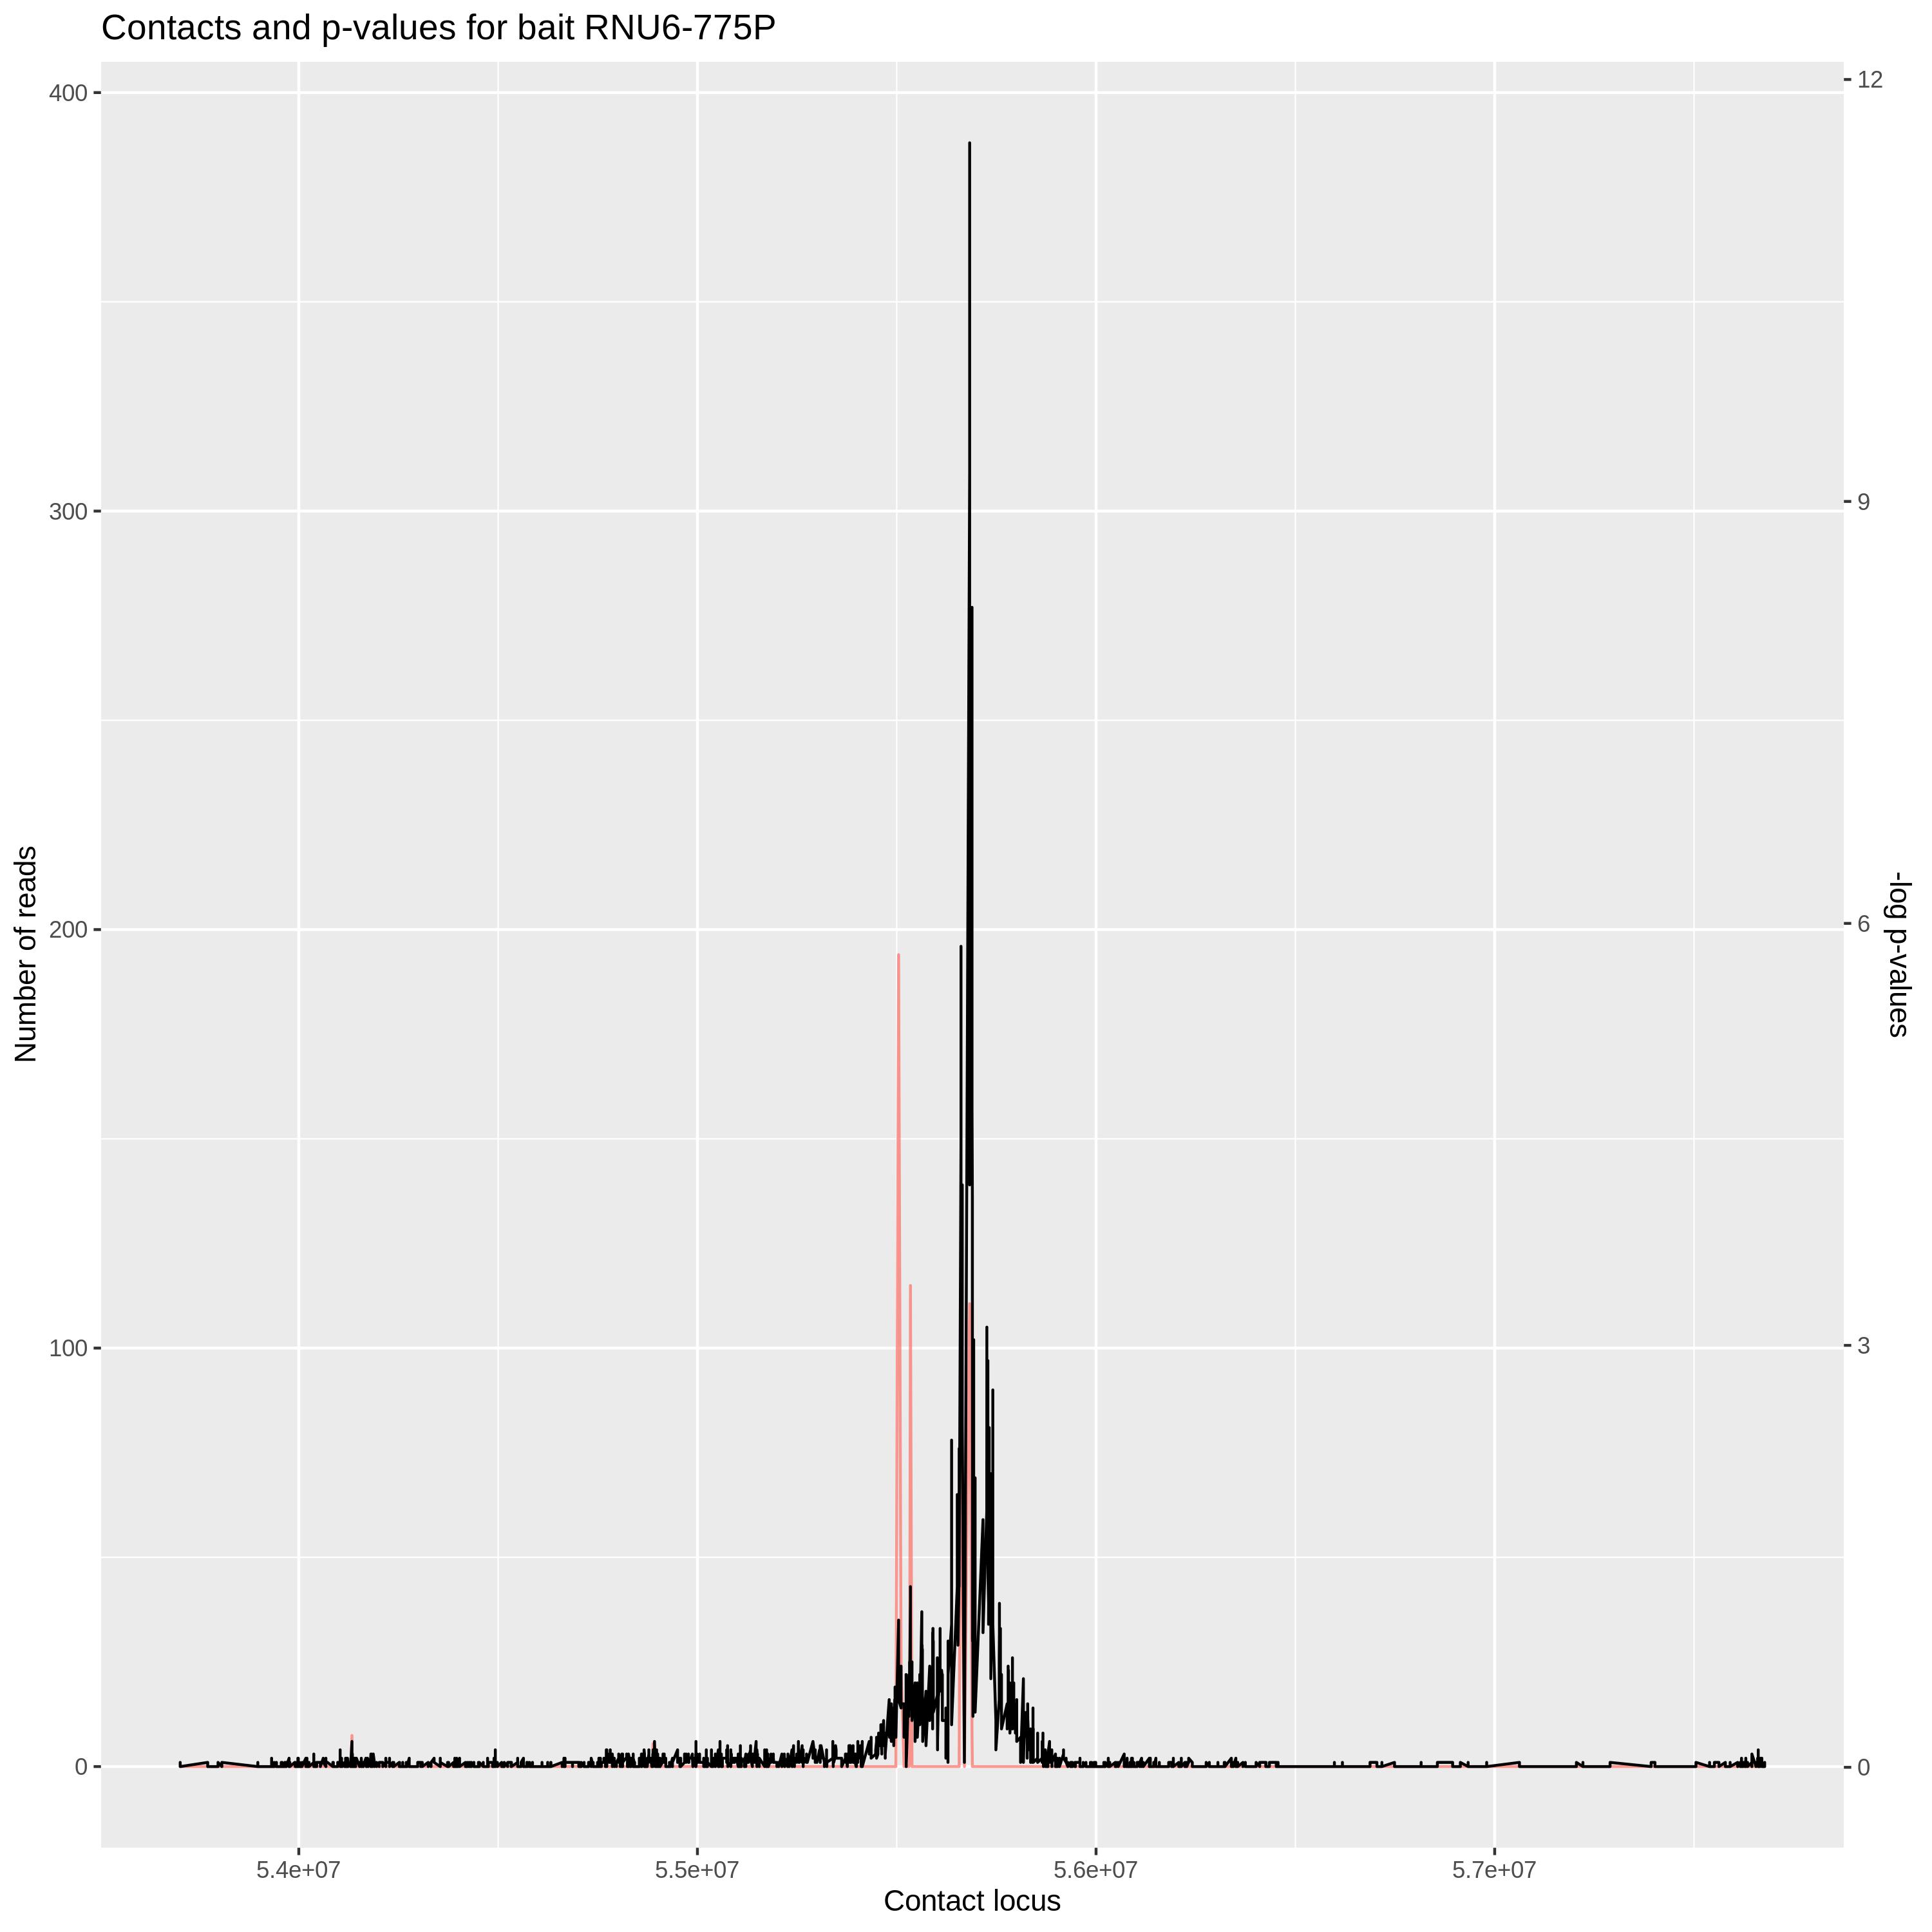 Contacts and p-values for bait RNU6-775P
400
300
200
100
0
12
9
6
3
0
Number of reads
-log p-values
5.4e+07
5.5e+07
5.6e+07
5.7e+07
Contact locus